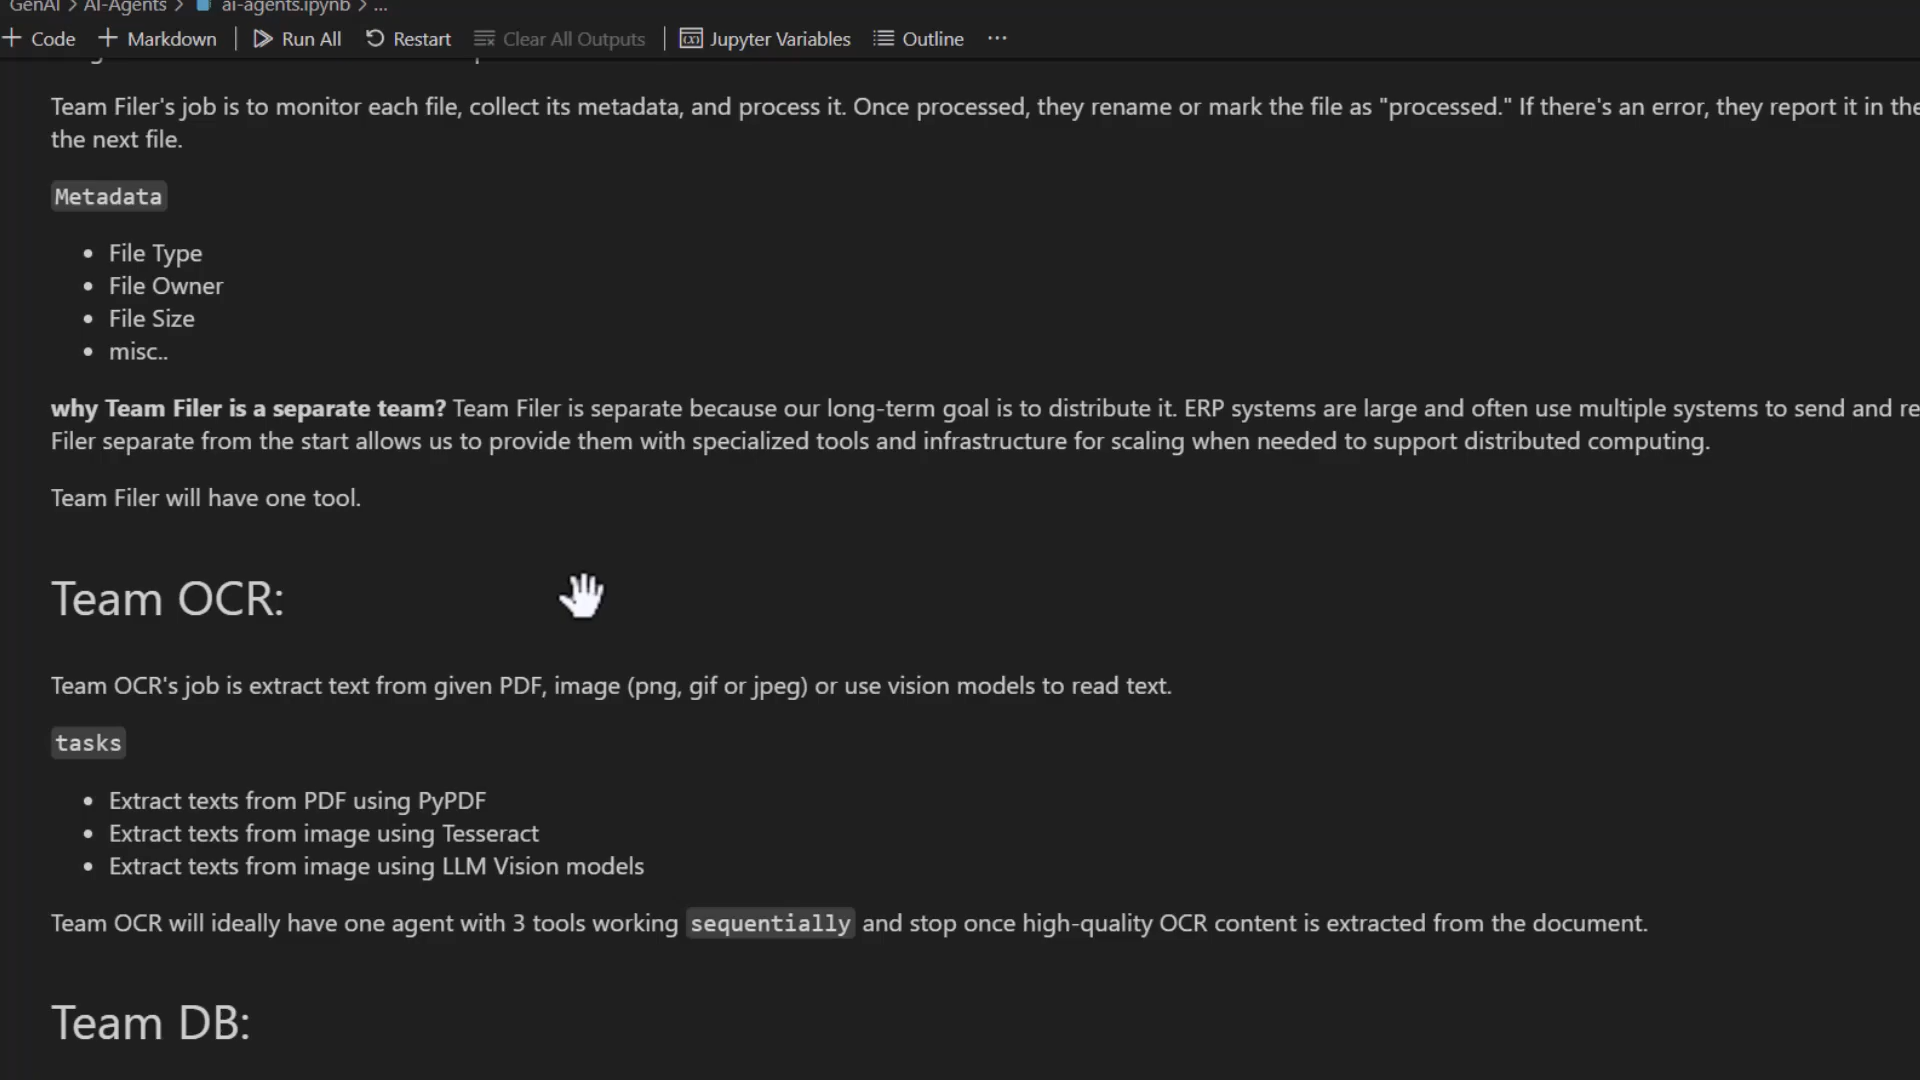 GenAI > AI-Agents > ai-agents.ipynb > ...
+ Code + Markdown Run All Restart Clear All Outputs Jupyter Variables Outline ...
Team Filer's job is to monitor each file, collect its metadata, and process it. Once processed, they rename or mark the file as "processed." If there's an error, they report it in the
the next file.
Metadata
• File Type
• File Owner
• File Size
• misc..
why Team Filer is a separate team? Team Filer is separate because our long-term goal is to distribute it. ERP systems are large and often use multiple systems to send and re
Filer separate from the start allows us to provide them with specialized tools and infrastructure for scaling when needed to support distributed computing.
Team Filer will have one tool.
Team OCR:
Team OCR's job is extract text from given PDF, image (png, gif or jpeg) or use vision models to read text.
tasks
• Extract texts from PDF using PyPDF
• Extract texts from image using Tesseract
• Extract texts from image using LLM Vision models
Team OCR will ideally have one agent with 3 tools working sequentially and stop once high-quality OCR content is extracted from the document.
Team DB: